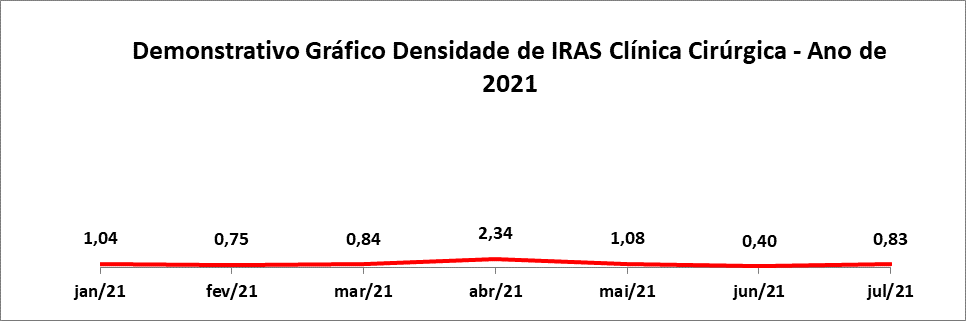 Demonstrativo Gráfico Densidade de IRAS Clínica Cirúrgica - Ano de
2021
1,04 0,75 0,84 2,34 1,08 0,40 0,83
jan/21 fev/21 mar/21 abr/21 mai/21 jun/21 jul/21